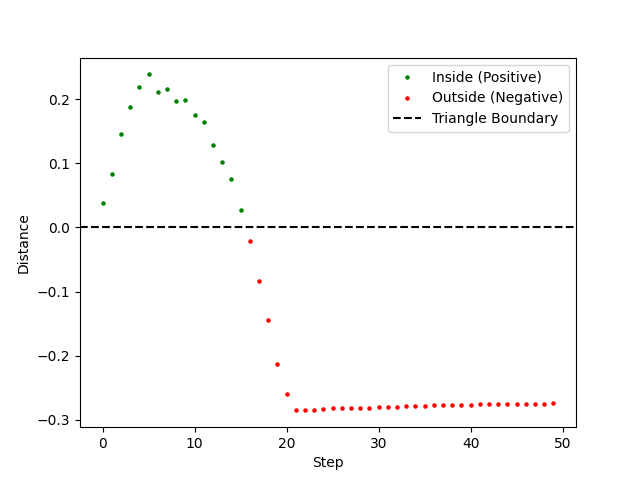 Inside (Positive)
Outside (Negative)
Triangle Boundary
0.2
0.1
0.0
−0.1
−0.2
−0.3
Distance
0 10 20 30 40 50
Step